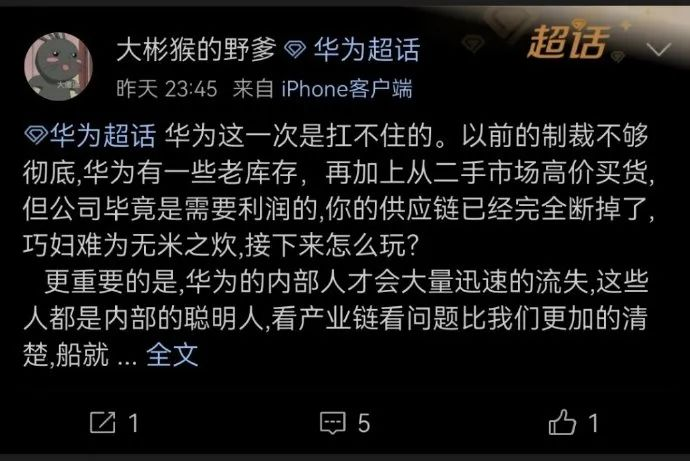 大彬猴的野爹 华为超话
超话
昨天 23:45 来自 iPhone客户端
华为超话 华为这一次是扛不住的。以前的制裁不够
彻底,华为有一些老库存，再加上从二手市场高价买货,
但公司毕竟是需要利润的,你的供应链已经完全断掉了,
巧妇难为无米之炊,接下来怎么玩?
更重要的是,华为的内部人才会大量迅速的流失,这些
人都是内部的聪明人,看产业链看问题比我们更加的清
楚,船就 ... 全文
1 5 1